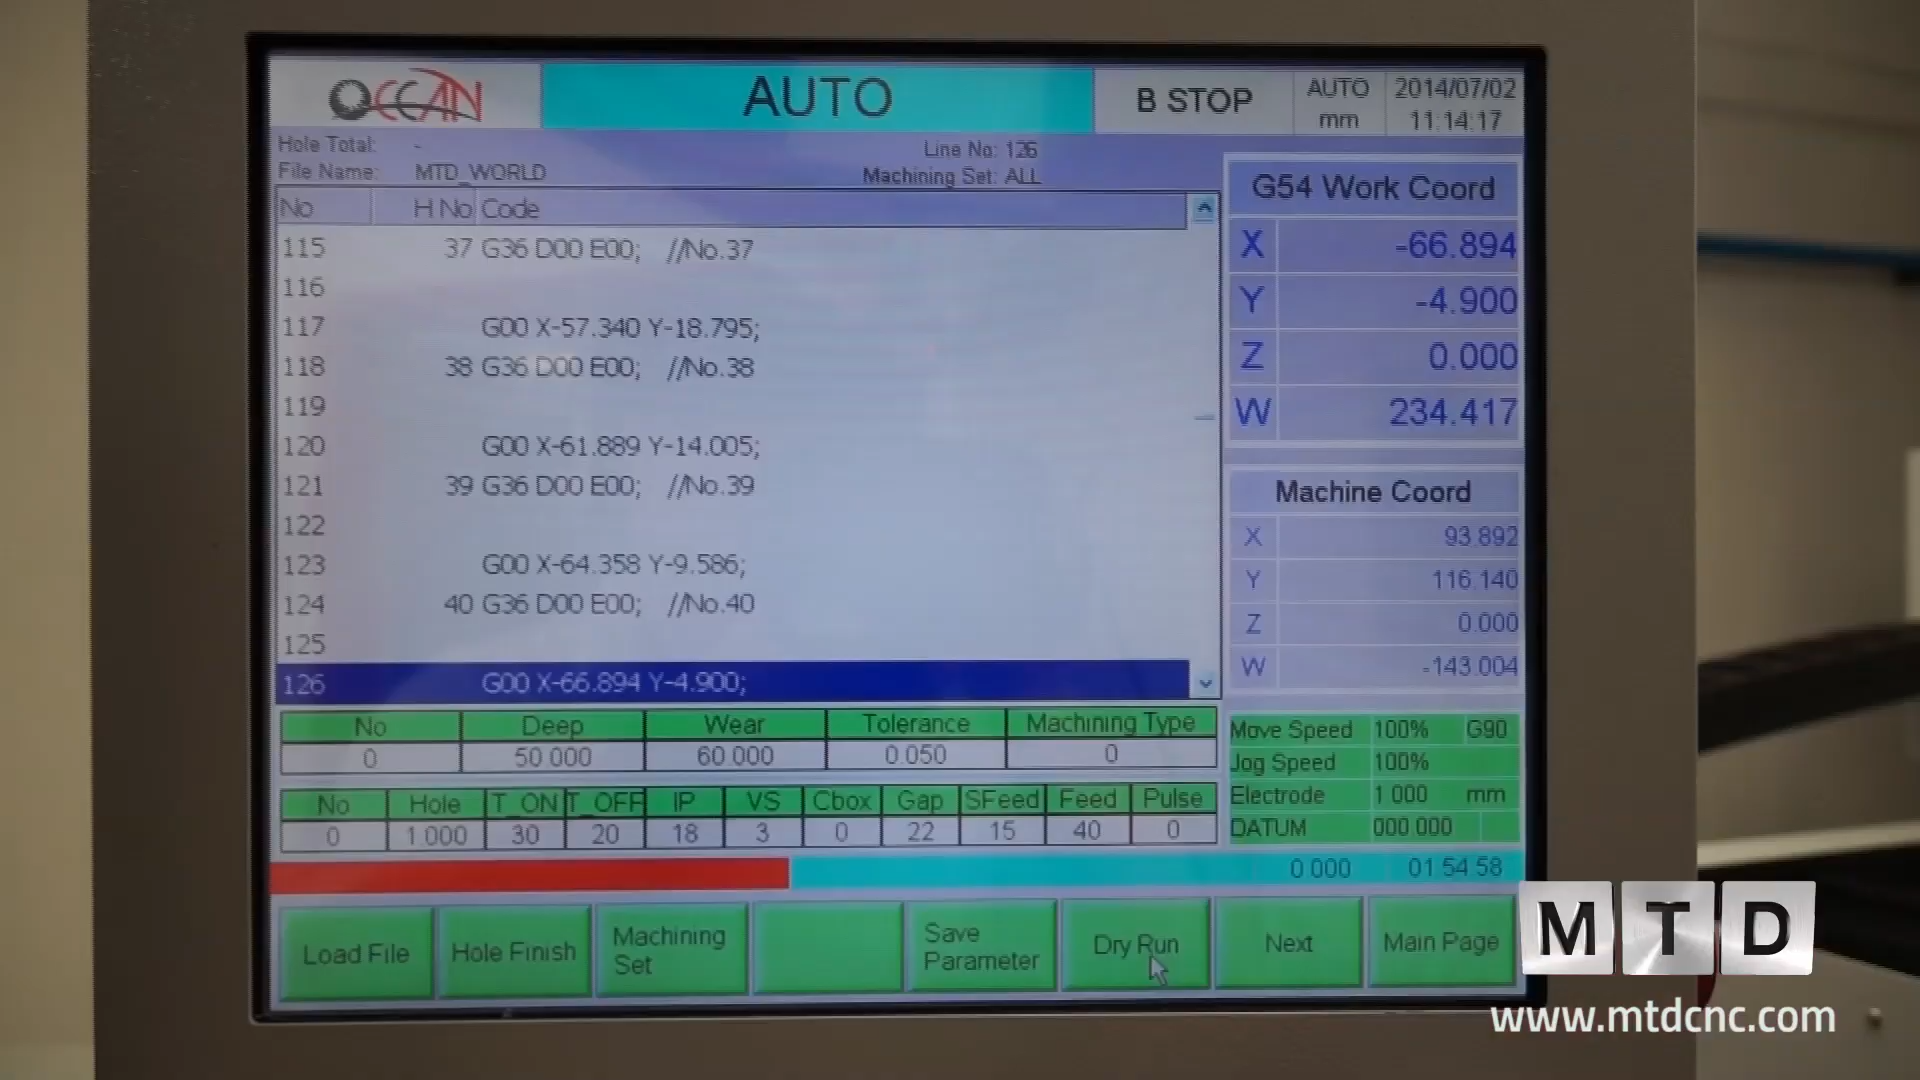 OCEAN
AUTO
B STOP
AUTO
mm
2014/07/02
11:14:17
Hole Total: -
Line No: 126
File Name: MTD_WORLD
Machining Set: ALL
No H No Code
115 37 G36 D00 E00; //No.37
116
117 G00 X-57.340 Y-18.795;
118 38 G36 D00 E00; //No.38
119
120 G00 X-61.889 Y-14.005;
121 39 G36 D00 E00; //No.39
122
123 G00 X-64.358 Y-9.586;
124 40 G36 D00 E00; //No.40
125
126 G00 X-66.894 Y-4.900;
G54 Work Coord
X -66.894
Y -4.900
Z 0.000
W 234.417
Machine Coord
X 93.892
Y 116.140
Z 0.000
W -143.004
No Deep Wear Tolerance Machining Type
0 50.000 60.000 0.050 0
No Hole T_ON T_OFF IP VS Cbox Gap SFeed Feed Pulse
0 1.000 30 20 18 3 0 22 15 40 0
Move Speed 100% G90
Jog Speed 100%
Electrode 1.000 mm
DATUM 000.000
0.000 01:54:58
Load File
Hole Finish
Machining
Set
Save
Parameter
Dry Run
Next
Main Page
MTD
www.mtdcnc.com